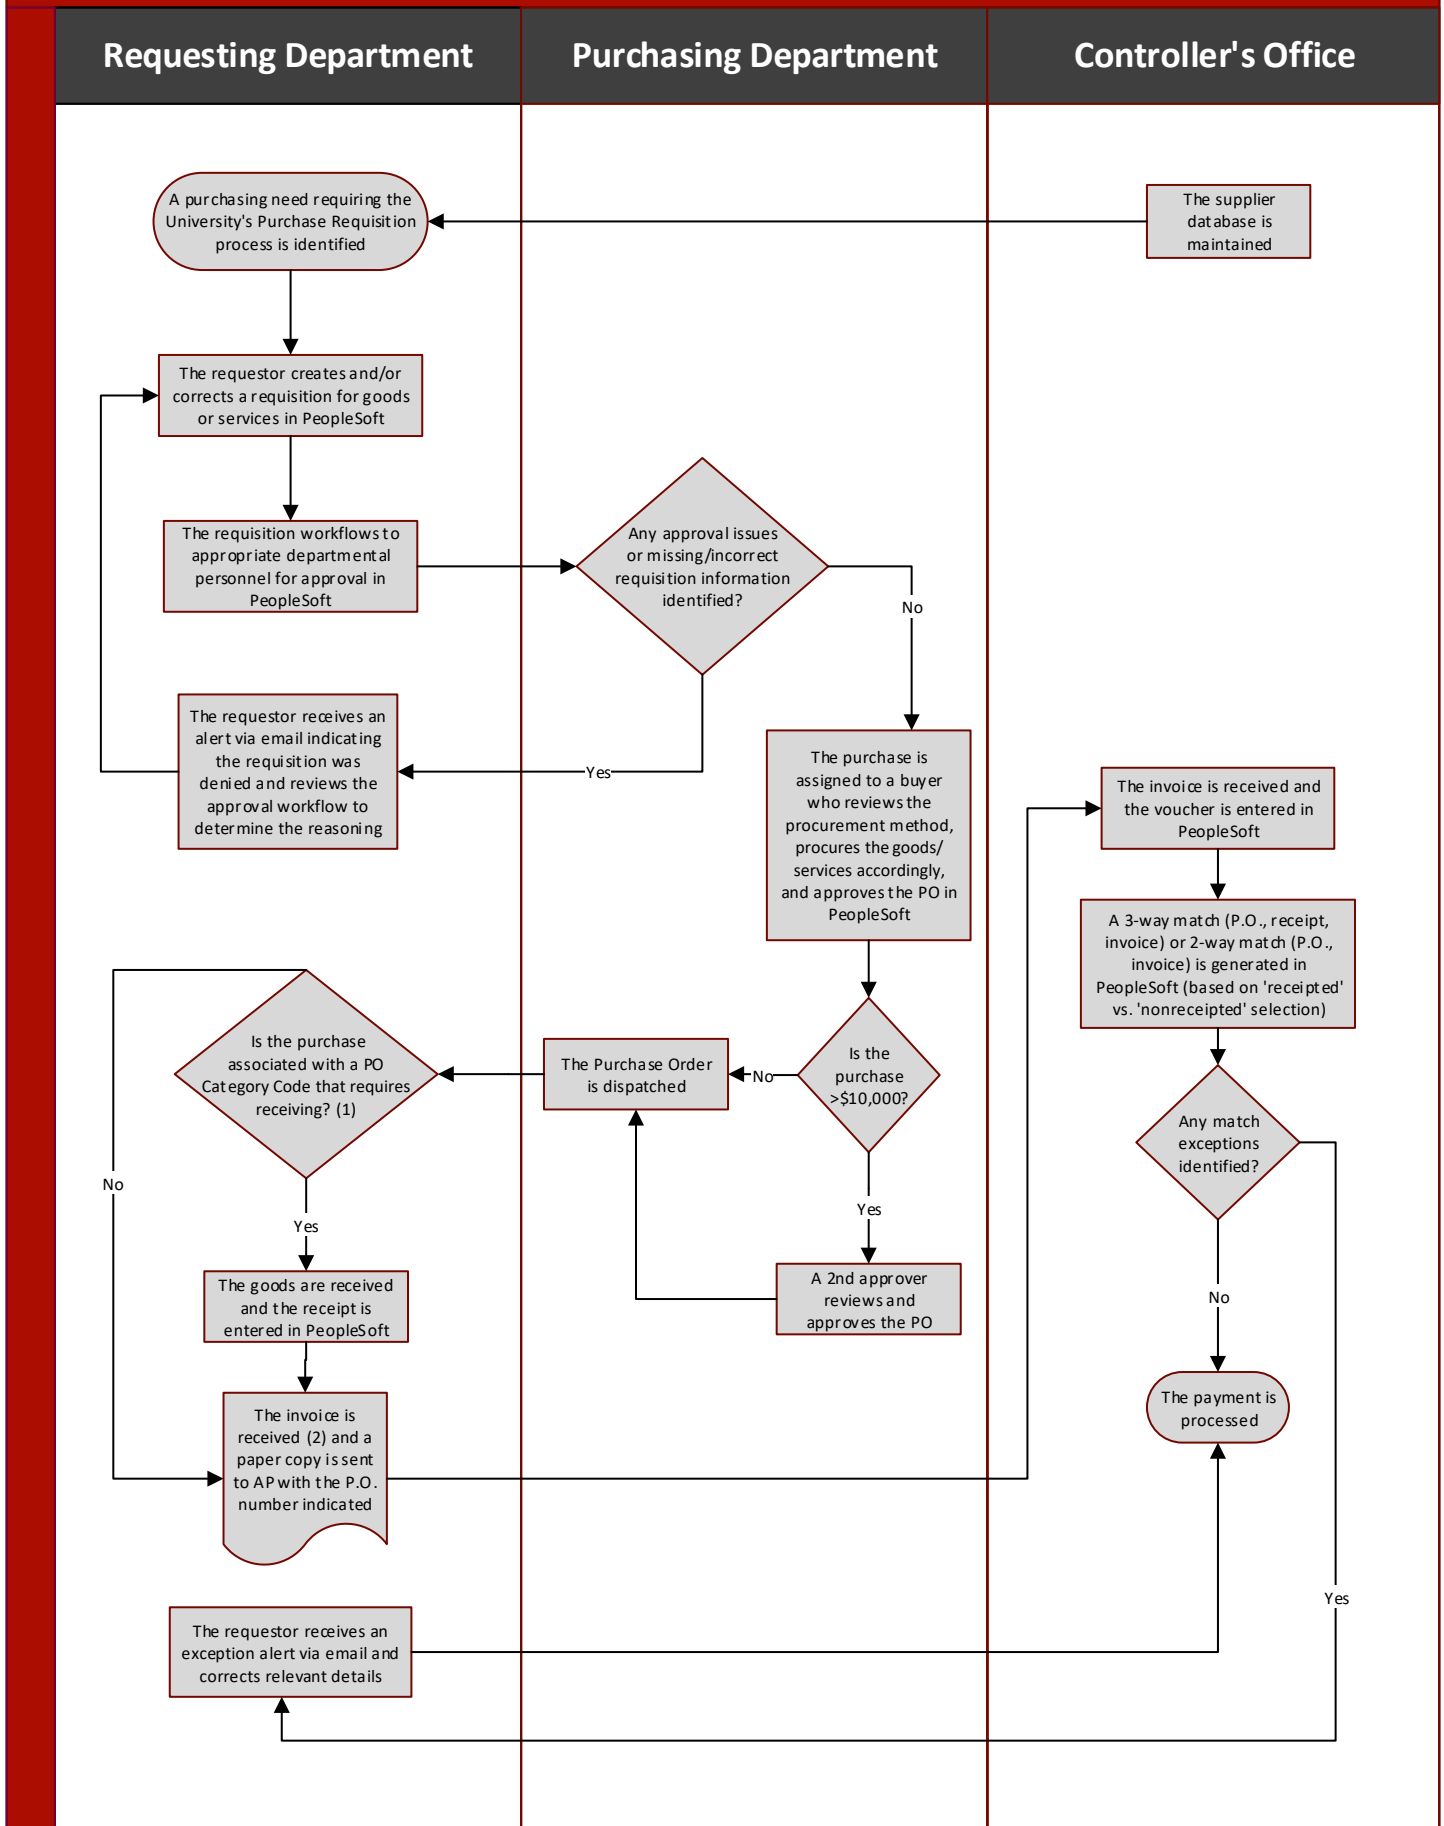 Requesting Department
Purchasing Department
Controller's Office
A purchasing need requiring the
University's Purchase Requisition
process is identified
The supplier
database is
maintained
The requestor creates and/or
corrects a requisition for goods
or services in PeopleSoft
The requisition workflows to
appropriate departmental
personnel for approval in
PeopleSoft
Any approval issues
or missing/incorrect
requisition information
identified?
No
Yes
The requestor receives an
alert via email indicating
the requisition was
denied and reviews the
approval workflow to
determine the reasoning
The purchase is
assigned to a buyer
who reviews the
procurement method,
procures the goods/
services accordingly,
and approves the PO in
PeopleSoft
Is the
purchase
>$10,000?
No
Yes
The Purchase Order
is dispatched
A 2nd approver
reviews and
approves the PO
Is the purchase
associated with a PO
Category Code that requires
receiving? (1)
No
Yes
The goods are received
and the receipt is
entered in PeopleSoft
The invoice is
received (2) and a
paper copy is sent
to AP with the P.O.
number indicated
The invoice is received and
the voucher is entered in
PeopleSoft
A 3-way match (P.O., receipt,
invoice) or 2-way match (P.O.,
invoice) is generated in
PeopleSoft (based on 'receipted'
vs. 'nonreceipted' selection)
Any match
exceptions
identified?
No
Yes
The payment is
processed
The requestor receives an
exception alert via email and
corrects relevant details